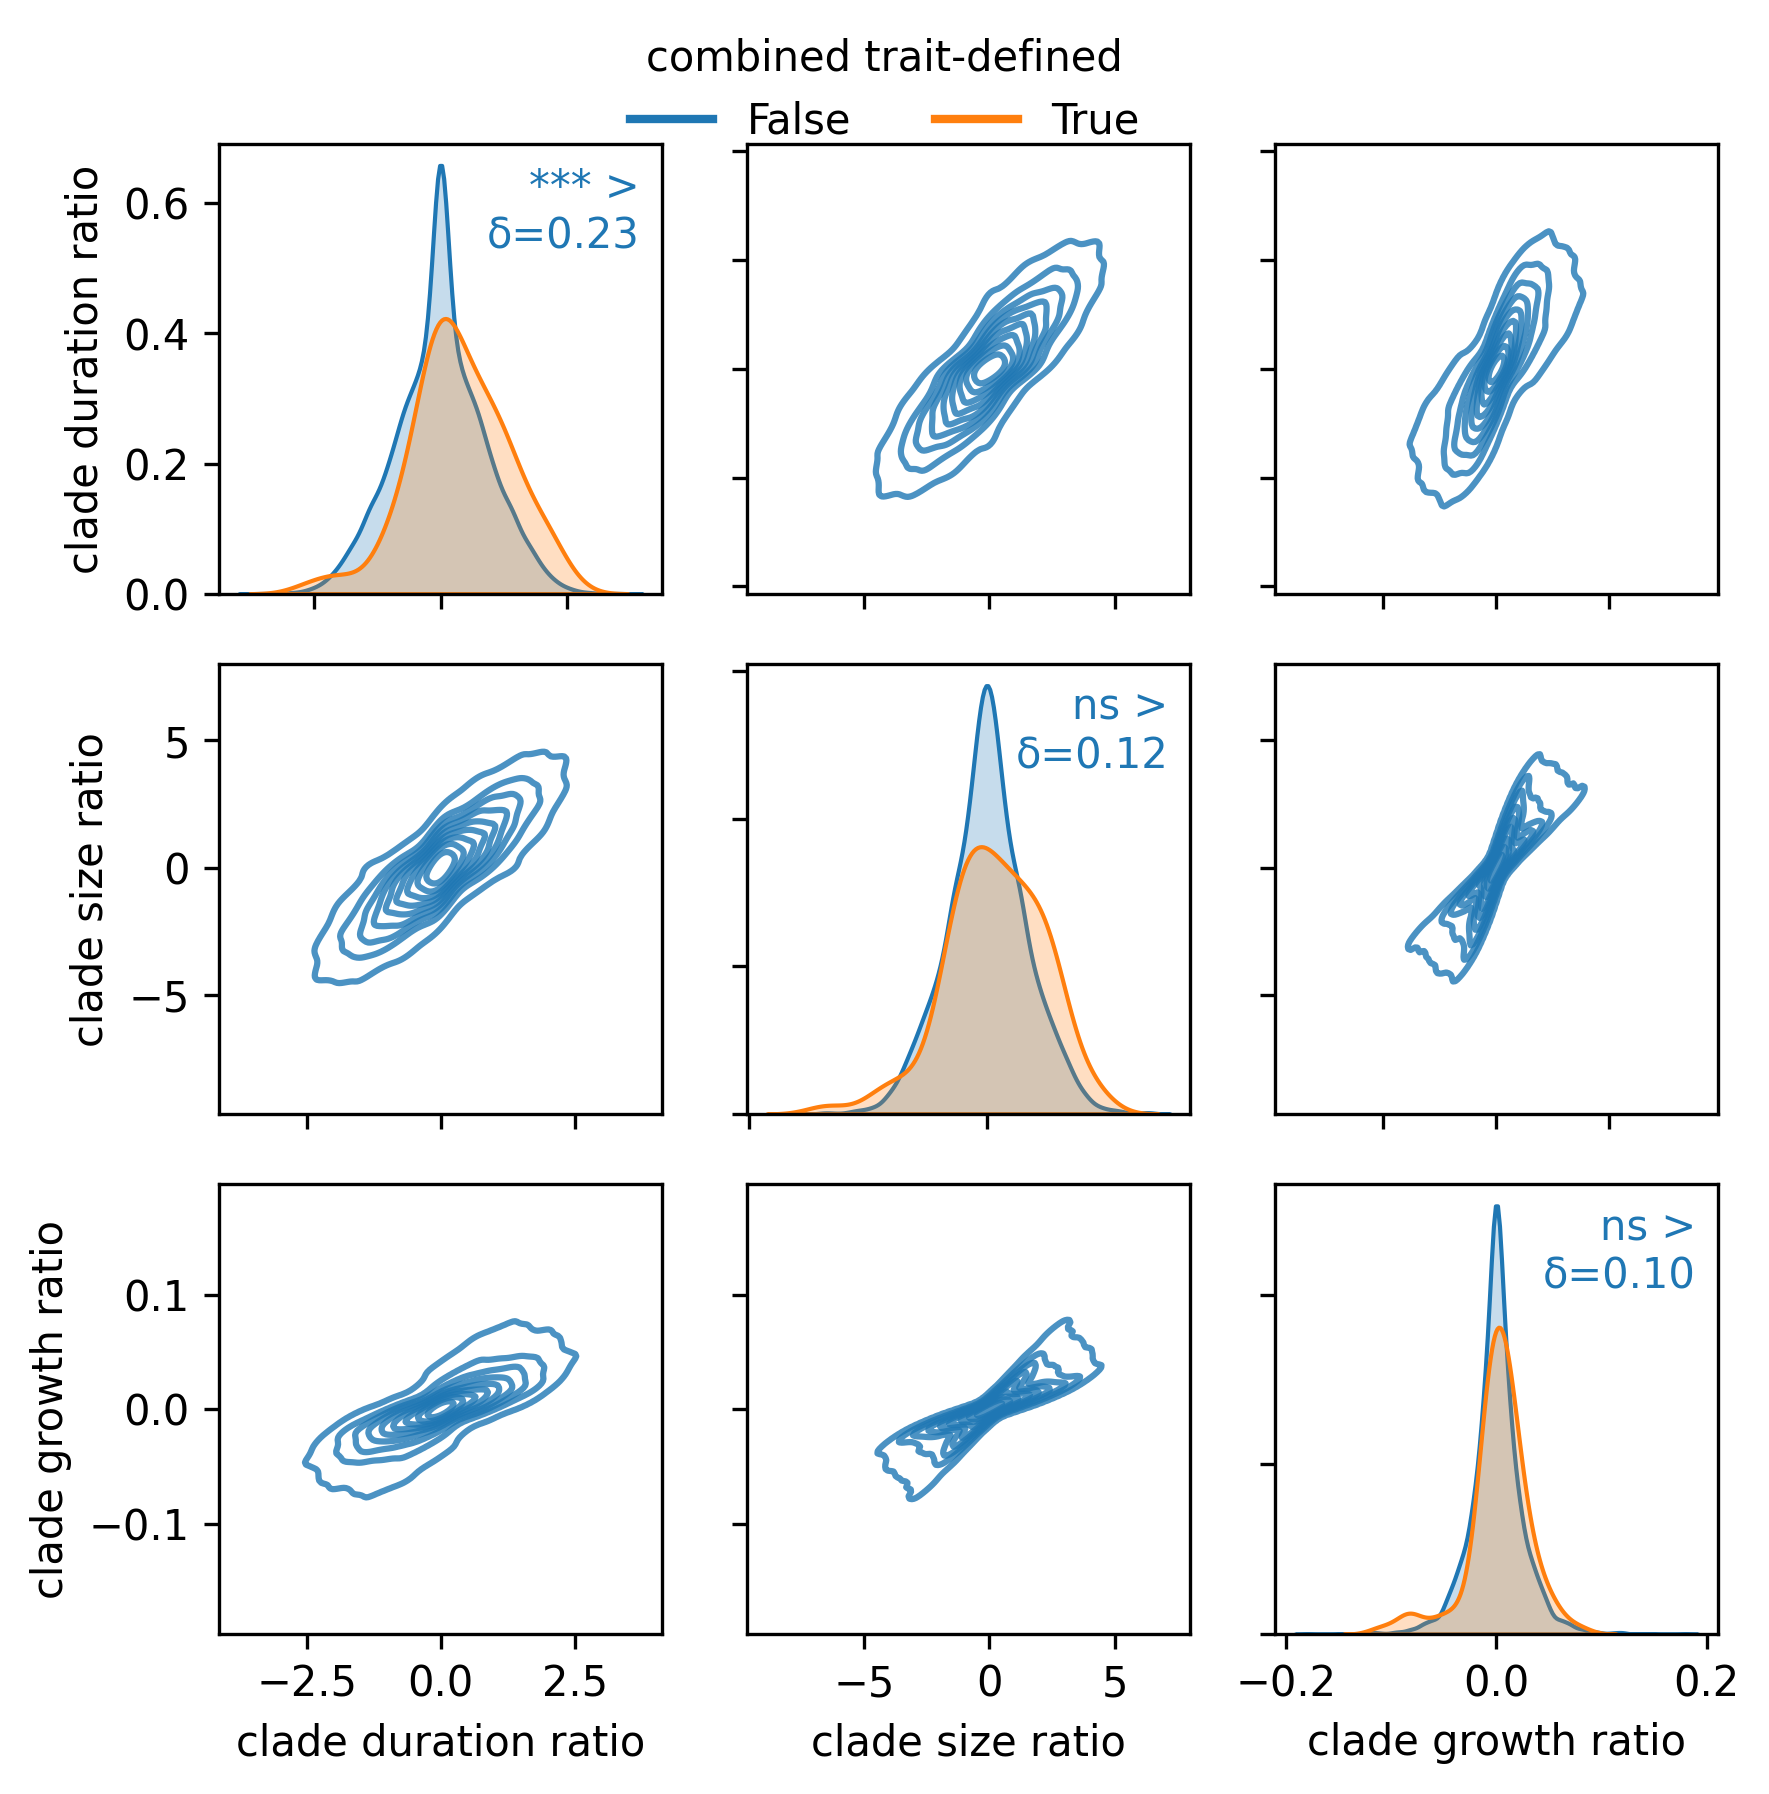 combined trait-defined
False True
clade duration ratio
0.6
0.4
0.2
0.0
*** >
δ=0.23
clade size ratio
5
0
−5
ns >
δ=0.12
clade growth ratio
0.1
0.0
−0.1
ns >
δ=0.10
−2.5 0.0 2.5
−5 0 5
−0.2 0.0 0.2
clade duration ratio
clade size ratio
clade growth ratio